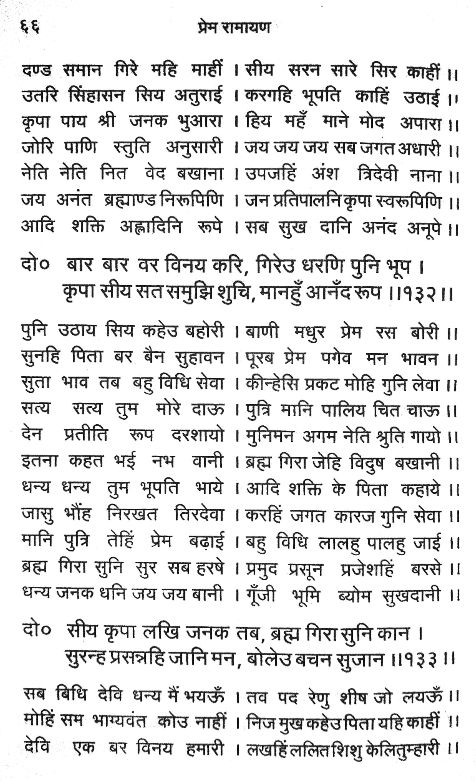 ६६ प्रेम रामायण
दण्ड समान गिरे महि माहीं । सीय सरन सारे सिर काहीं ।।
उतरि सिंहासन सिय अतुराई । करगहि भूपति काहिं उठाई ।।
कृपा पाय श्री जनक भुआरा । हिय महँ माने मोद अपारा ।।
जोरि पाणि स्तुति अनुसारी । जय जय जय सब जगत अधारी ।।
नेति नेति नित वेद बखाना । उपजहिं अंश त्रिदेवी नाना ।।
जय अनंत ब्रह्माण्ड निरूपिणि । जन प्रतिपालनि कृपा स्वरूपिणि ।।
आदि शक्ति अह्लादिनि रूपे । सब सुख दानि अनंद अनूपे ।।
दो० बार बार वर विनय करि, गिरेउ धरणि पुनि भूप ।
कृपा सीय सत समुझि शुचि, मानहुँ आनँद रूप ।।१३२।।
पुनि उठाय सिय कहेउ बहोरी । बाणी मधुर प्रेम रस बोरी ।।
सुनहि पिता बर बैन सुहावन । पूरब प्रेम पगेव मन भावन ।।
सुता भाव तब बहु विधि सेवा । कीन्हेसि प्रकट मोहि गुनि लेवा ।।
सत्य सत्य तुम मोरे दाऊ । पुत्रि मानि पालिय चित चाऊ ।।
देन प्रतीति रूप दरशायो । मुनिमन अगम नेति श्रुति गायो ।।
इतना कहत भई नभ वानी । ब्रह्म गिरा जेहि विदुष बखानी ।।
धन्य धन्य तुम भूपति भाये । आदि शक्ति के पिता कहाये ।।
जासु भौंह निरखत तिरदेवा । करहिं जगत कारज गुनि सेवा ।।
मानि पुत्रि तेहिं प्रेम बढ़ाई । बहु विधि लालहु पालहु जाई ।।
ब्रह्म गिरा सुनि सुर सब हरषे । प्रमुद प्रसून प्रजेशहिं बरसे ।।
धन्य जनक धनि जय जय बानी । गूँजी भूमि ब्योम सुखदानी ।।
दो० सीय कृपा लखि जनक तब, ब्रह्म गिरा सुनि कान ।
सुरन्ह प्रसन्नहि जानि मन, बोलेउ बचन सुजान ।।१३३।।
सब बिधि देवि धन्य मैं भयऊँ । तव पद रेणु शीष जो लयऊँ ।।
मोहिं सम भाग्यवंत कोउ नाहीं । निज मुख कहेउ पिता यहि काहीं ।।
देवि एक बर विनय हमारी । लखहिं ललित शिशु केलि तुम्हारी ।।